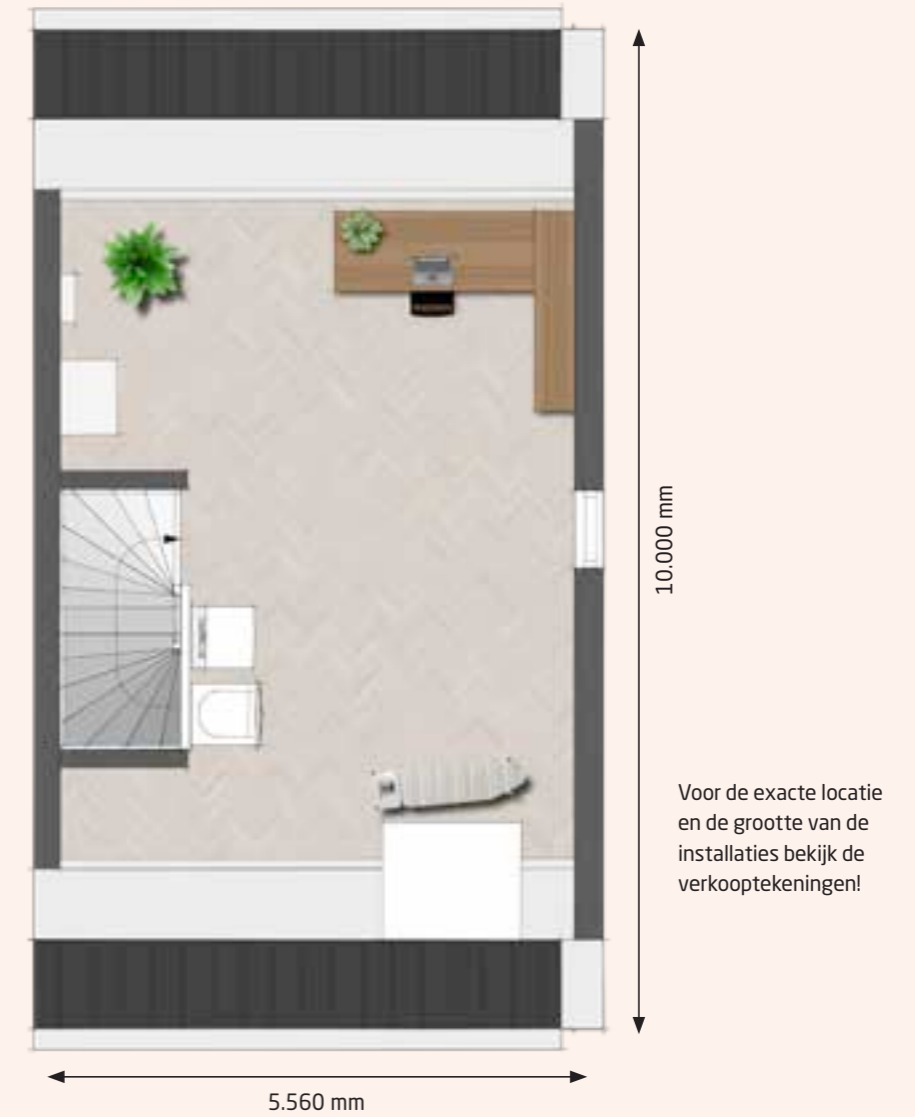 10.000 mm
Voor de exacte locatie
en de grootte van de
installaties bekijk de
verkooptekeningen!
5.560 mm